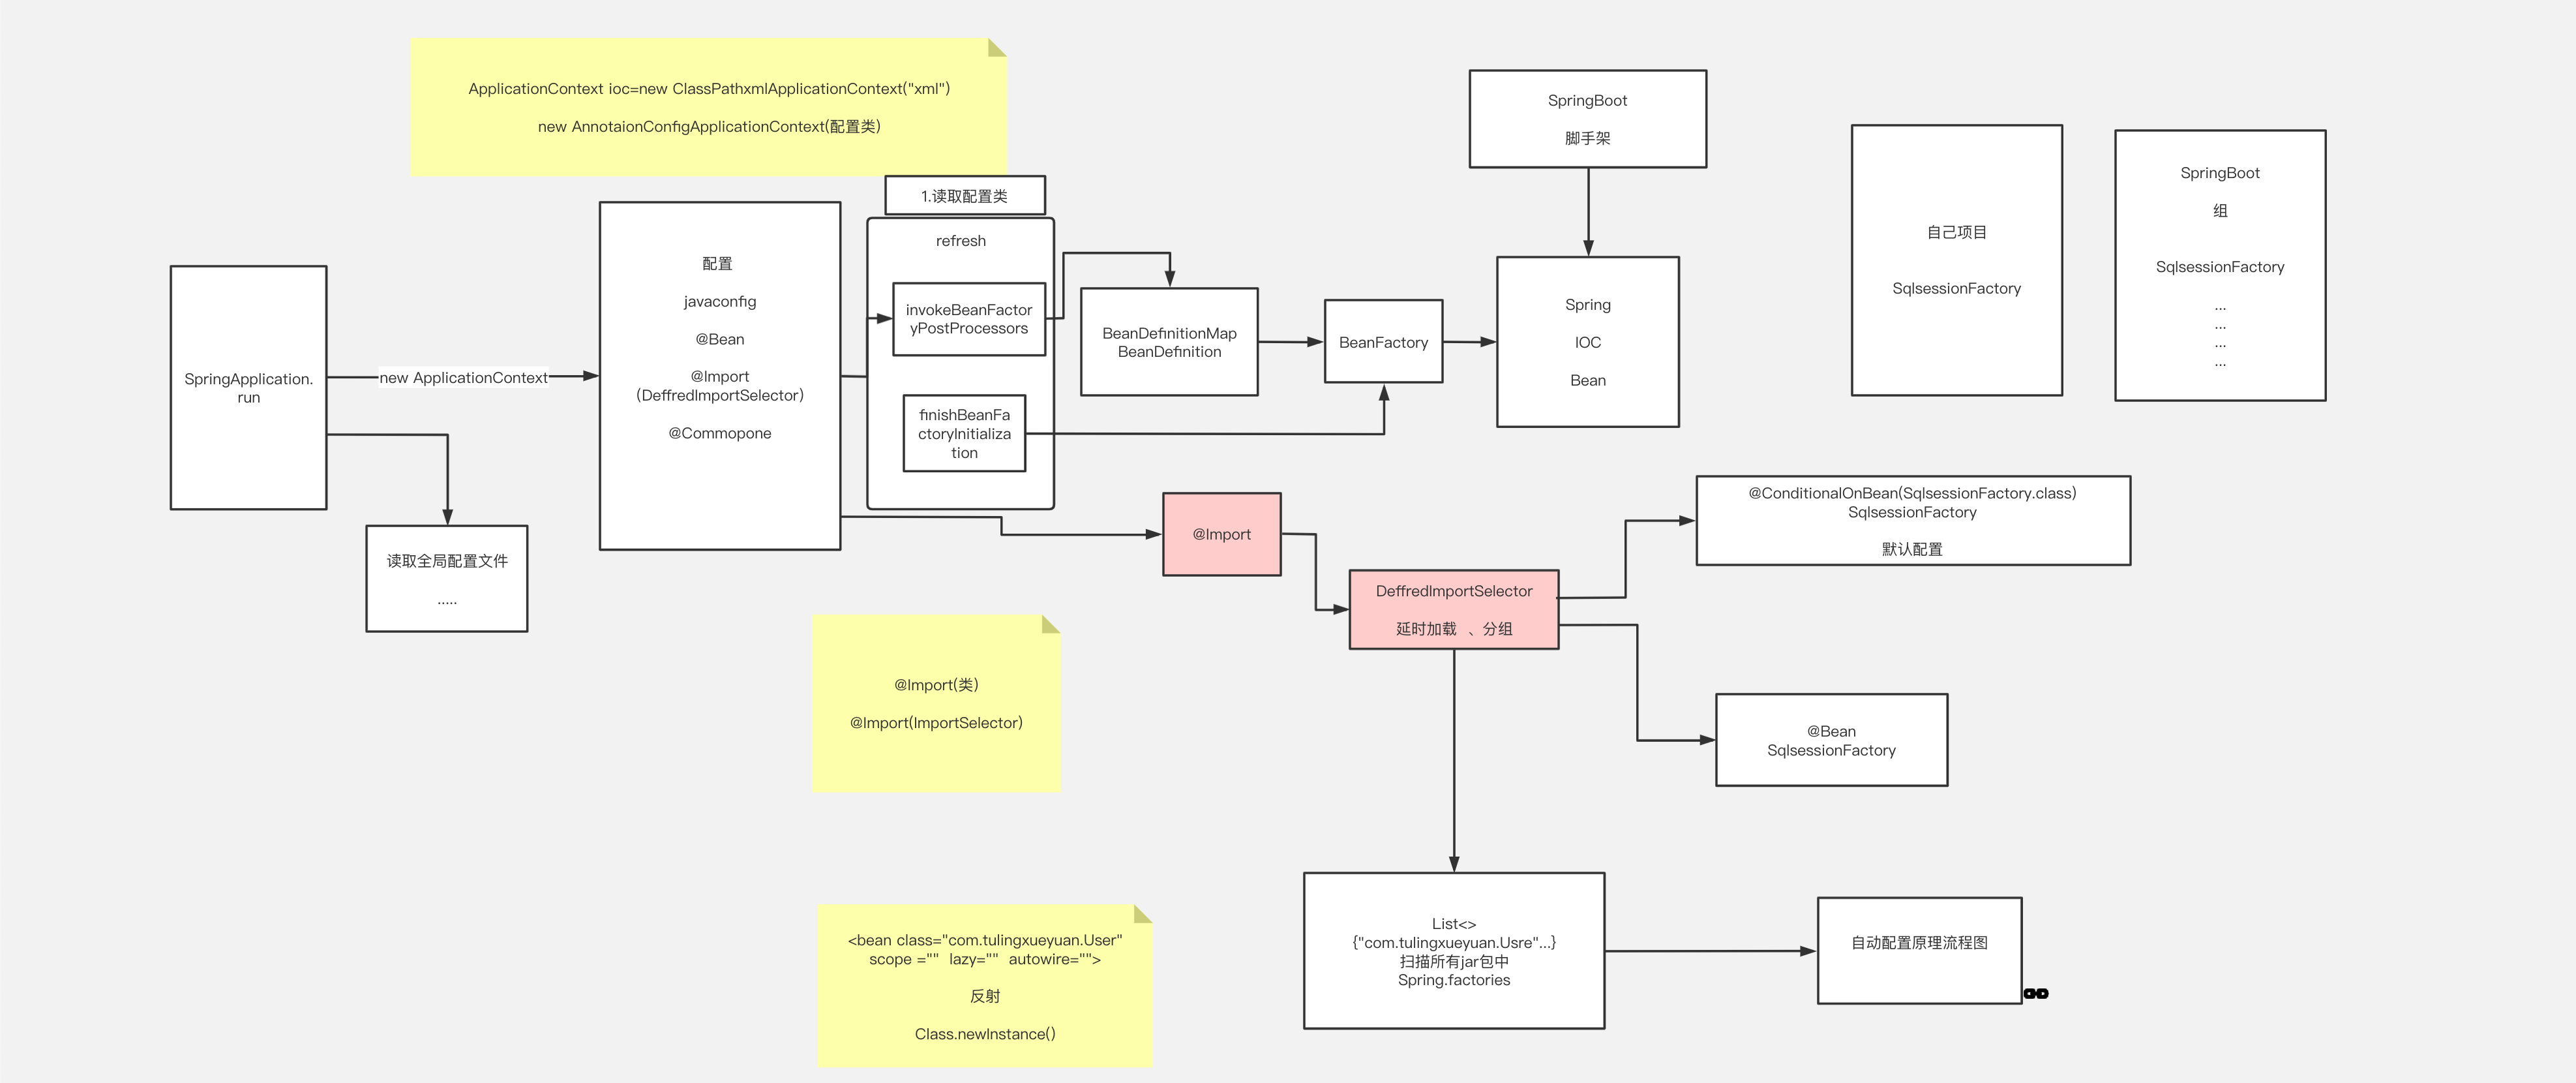 ApplicationContext ioc=new ClassPathxmlApplicationContext("xml")
new AnnotaionConfigApplicationContext(配置类)
SpringApplication.
run
new ApplicationContext
读取全局配置文件
.....
配置
javaconfig
@Bean
@Import
(DeffredImportSelector)
@Commopone
1.读取配置类
refresh
invokeBeanFactor
yPostProcessors
finishBeanFa
ctoryInitializa
tion
BeanDefinitionMap
BeanDefinition
BeanFactory
SpringBoot
脚手架
Spring
IOC
Bean
自己项目
SqlsessionFactory
SpringBoot
组
SqlsessionFactory
...
...
...
...
@Import
DeffredImportSelector
延时加载 、分组
@ConditionalOnBean(SqlsessionFactory.class)
SqlsessionFactory
默认配置
@Bean
SqlsessionFactory
@Import(类)
@Import(ImportSelector)
<bean class="com.tulingxueyuan.User"
scope ="" lazy="" autowire="">
反射
Class.newInstance()
List<>
{"com.tulingxueyuan.Usre"...}
扫描所有jar包中
Spring.factories
自动配置原理流程图